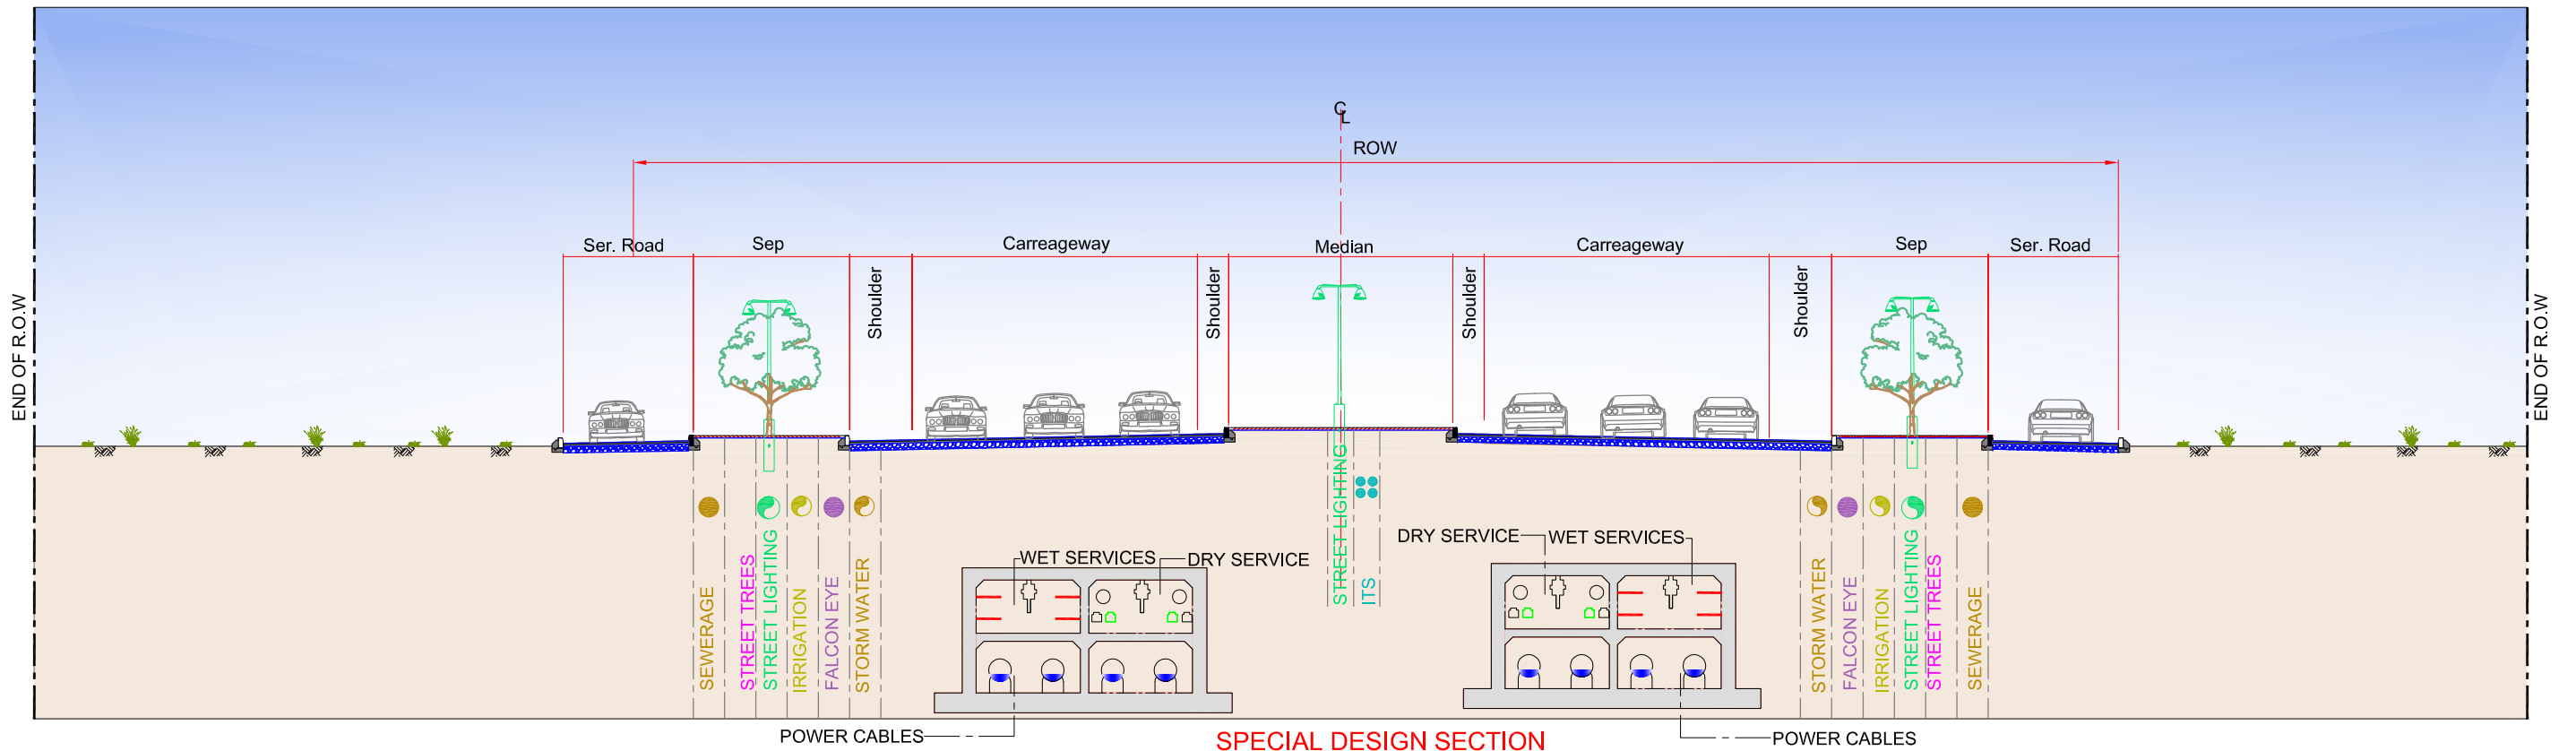 C
L
ROW
Ser. Road
Sep
Carreageway
Median
Carreageway
Sep
Ser. Road
Shoulder
Shoulder
Shoulder
Shoulder
END OF R.O.W
END OF R.O.W
SEWERAGE
STREET TREES
STREET LIGHTING
IRRIGATION
FALCON EYE
STORM WATER
WET SERVICES
DRY SERVICE
STREET LIGHTING
ITS
DRY SERVICE
WET SERVICES
STORM WATER
FALCON EYE
IRRIGATION
STREET LIGHTING
STREET TREES
SEWERAGE
POWER CABLES
SPECIAL DESIGN SECTION
POWER CABLES